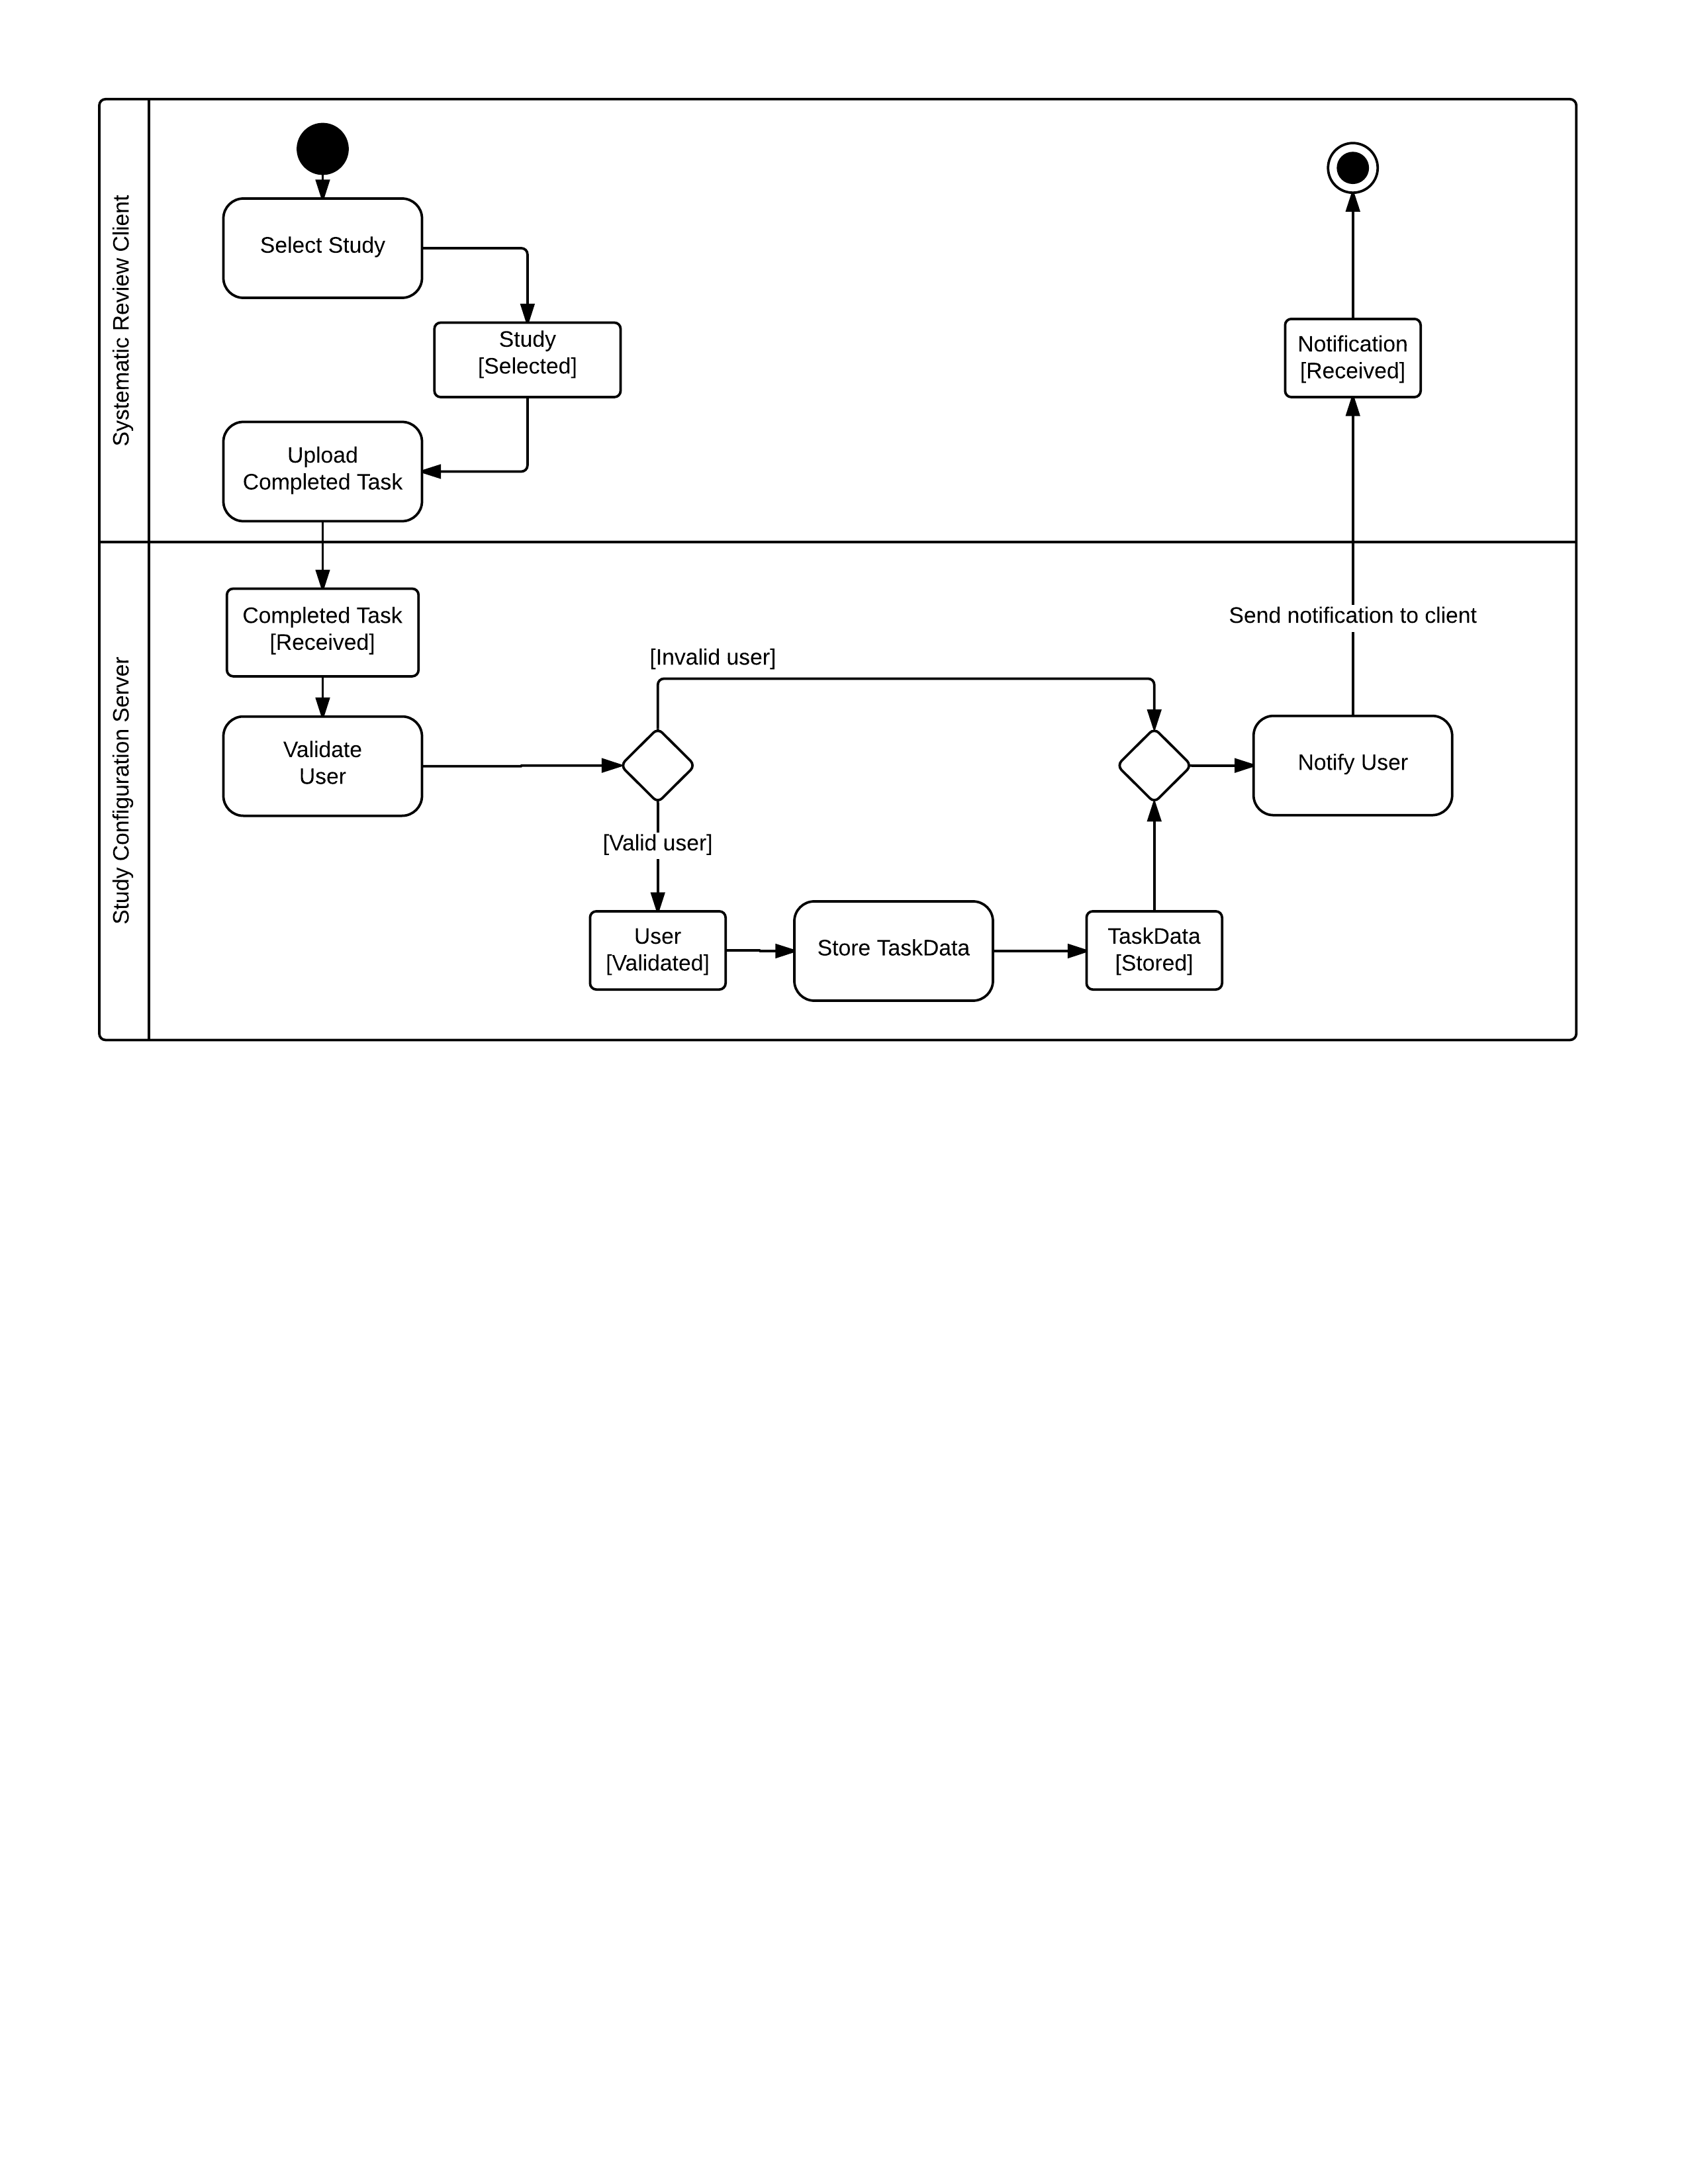 Systematic Review Client
Select Study
Study
[Selected]
Upload
Completed Task
Notification
[Received]
Study Configuration Server
Completed Task
[Received]
Send notification to client
[Invalid user]
Validate
User
Notify User
[Valid user]
User
[Validated]
Store TaskData
TaskData
[Stored]